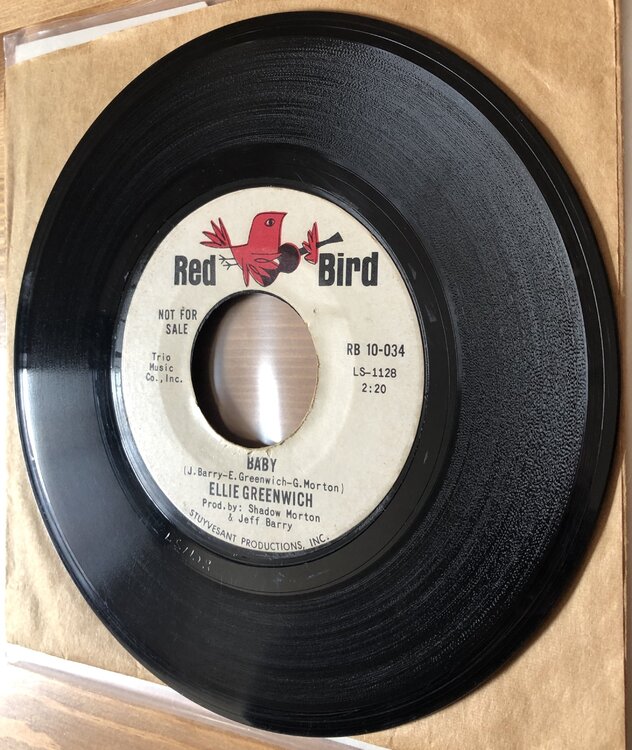 Red Bird
NOT FOR
SALE
Trio
Music
Co., Inc.
RB 10-034
LS-1128
2:20
BABY
(J.Barry-E.Greenwich-G.Morton)
ELLIE GREENWICH
Prod.by: Shadow Morton
& Jeff Barry
STUYVESANT PRODUCTIONS, INC.